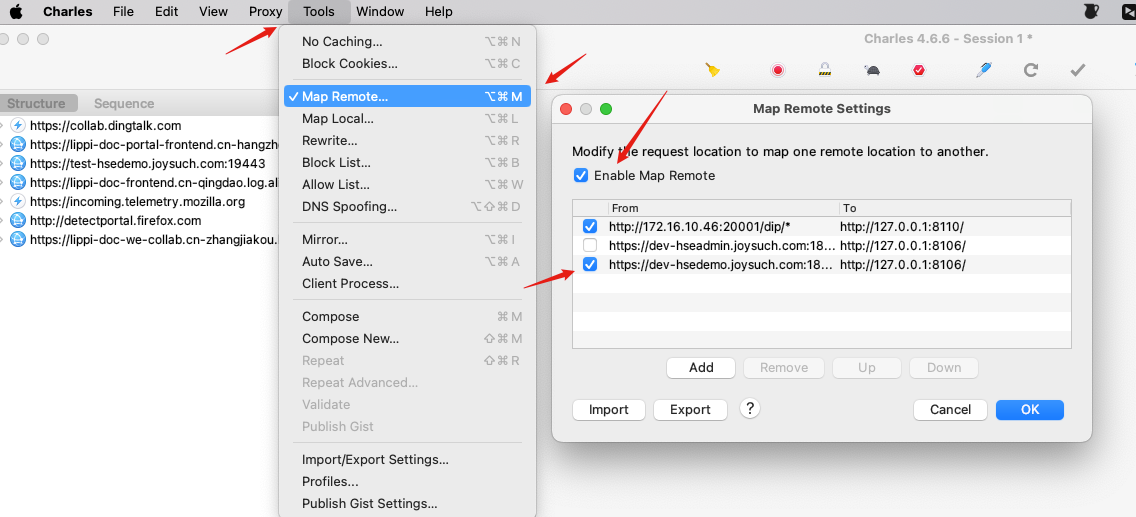 Charles File Edit View Proxy Tools Window Help
Charles 4.6.6 - Session 1 *
Structure Sequence
https://collab.dingtalk.com
https://lippi-doc-portal-frontend.cn-hangzho
https://test-hsedemo.joysuch.com:19443
https://lippi-doc-frontend.cn-qingdao.log.ali
https://incoming.telemetry.mozilla.org
http://detectportal.firefox.com
https://lippi-doc-we-collab.cn-zhangjiakou.
No Caching... ⌥⌘N
Block Cookies... ⌥⌘C
✓ Map Remote... ⌥⌘M
Map Local... ⌥⌘L
Rewrite... ⌥⌘R
Block List... ⌥⌘B
Allow List... ⌥⌘W
DNS Spoofing... ⌥⇧⌘D
Mirror... ⌥⌘I
Auto Save... ⌥⌘A
Client Process...
Compose ⌘M
Compose New... ⇧⌘M
Repeat ⇧⌘R
Repeat Advanced...
Validate
Publish Gist
Import/Export Settings...
Profiles...
Publish Gist Settings...
Map Remote Settings
Modify the request location to map one remote location to another.
Enable Map Remote
From To
http://172.16.10.46:20001/dip/* http://127.0.0.1:8110/
https://dev-hseadmin.joysuch.com:18... http://127.0.0.1:8106/
https://dev-hsedemo.joysuch.com:18... http://127.0.0.1:8106/
Add Remove Up Down
Import Export ? Cancel OK